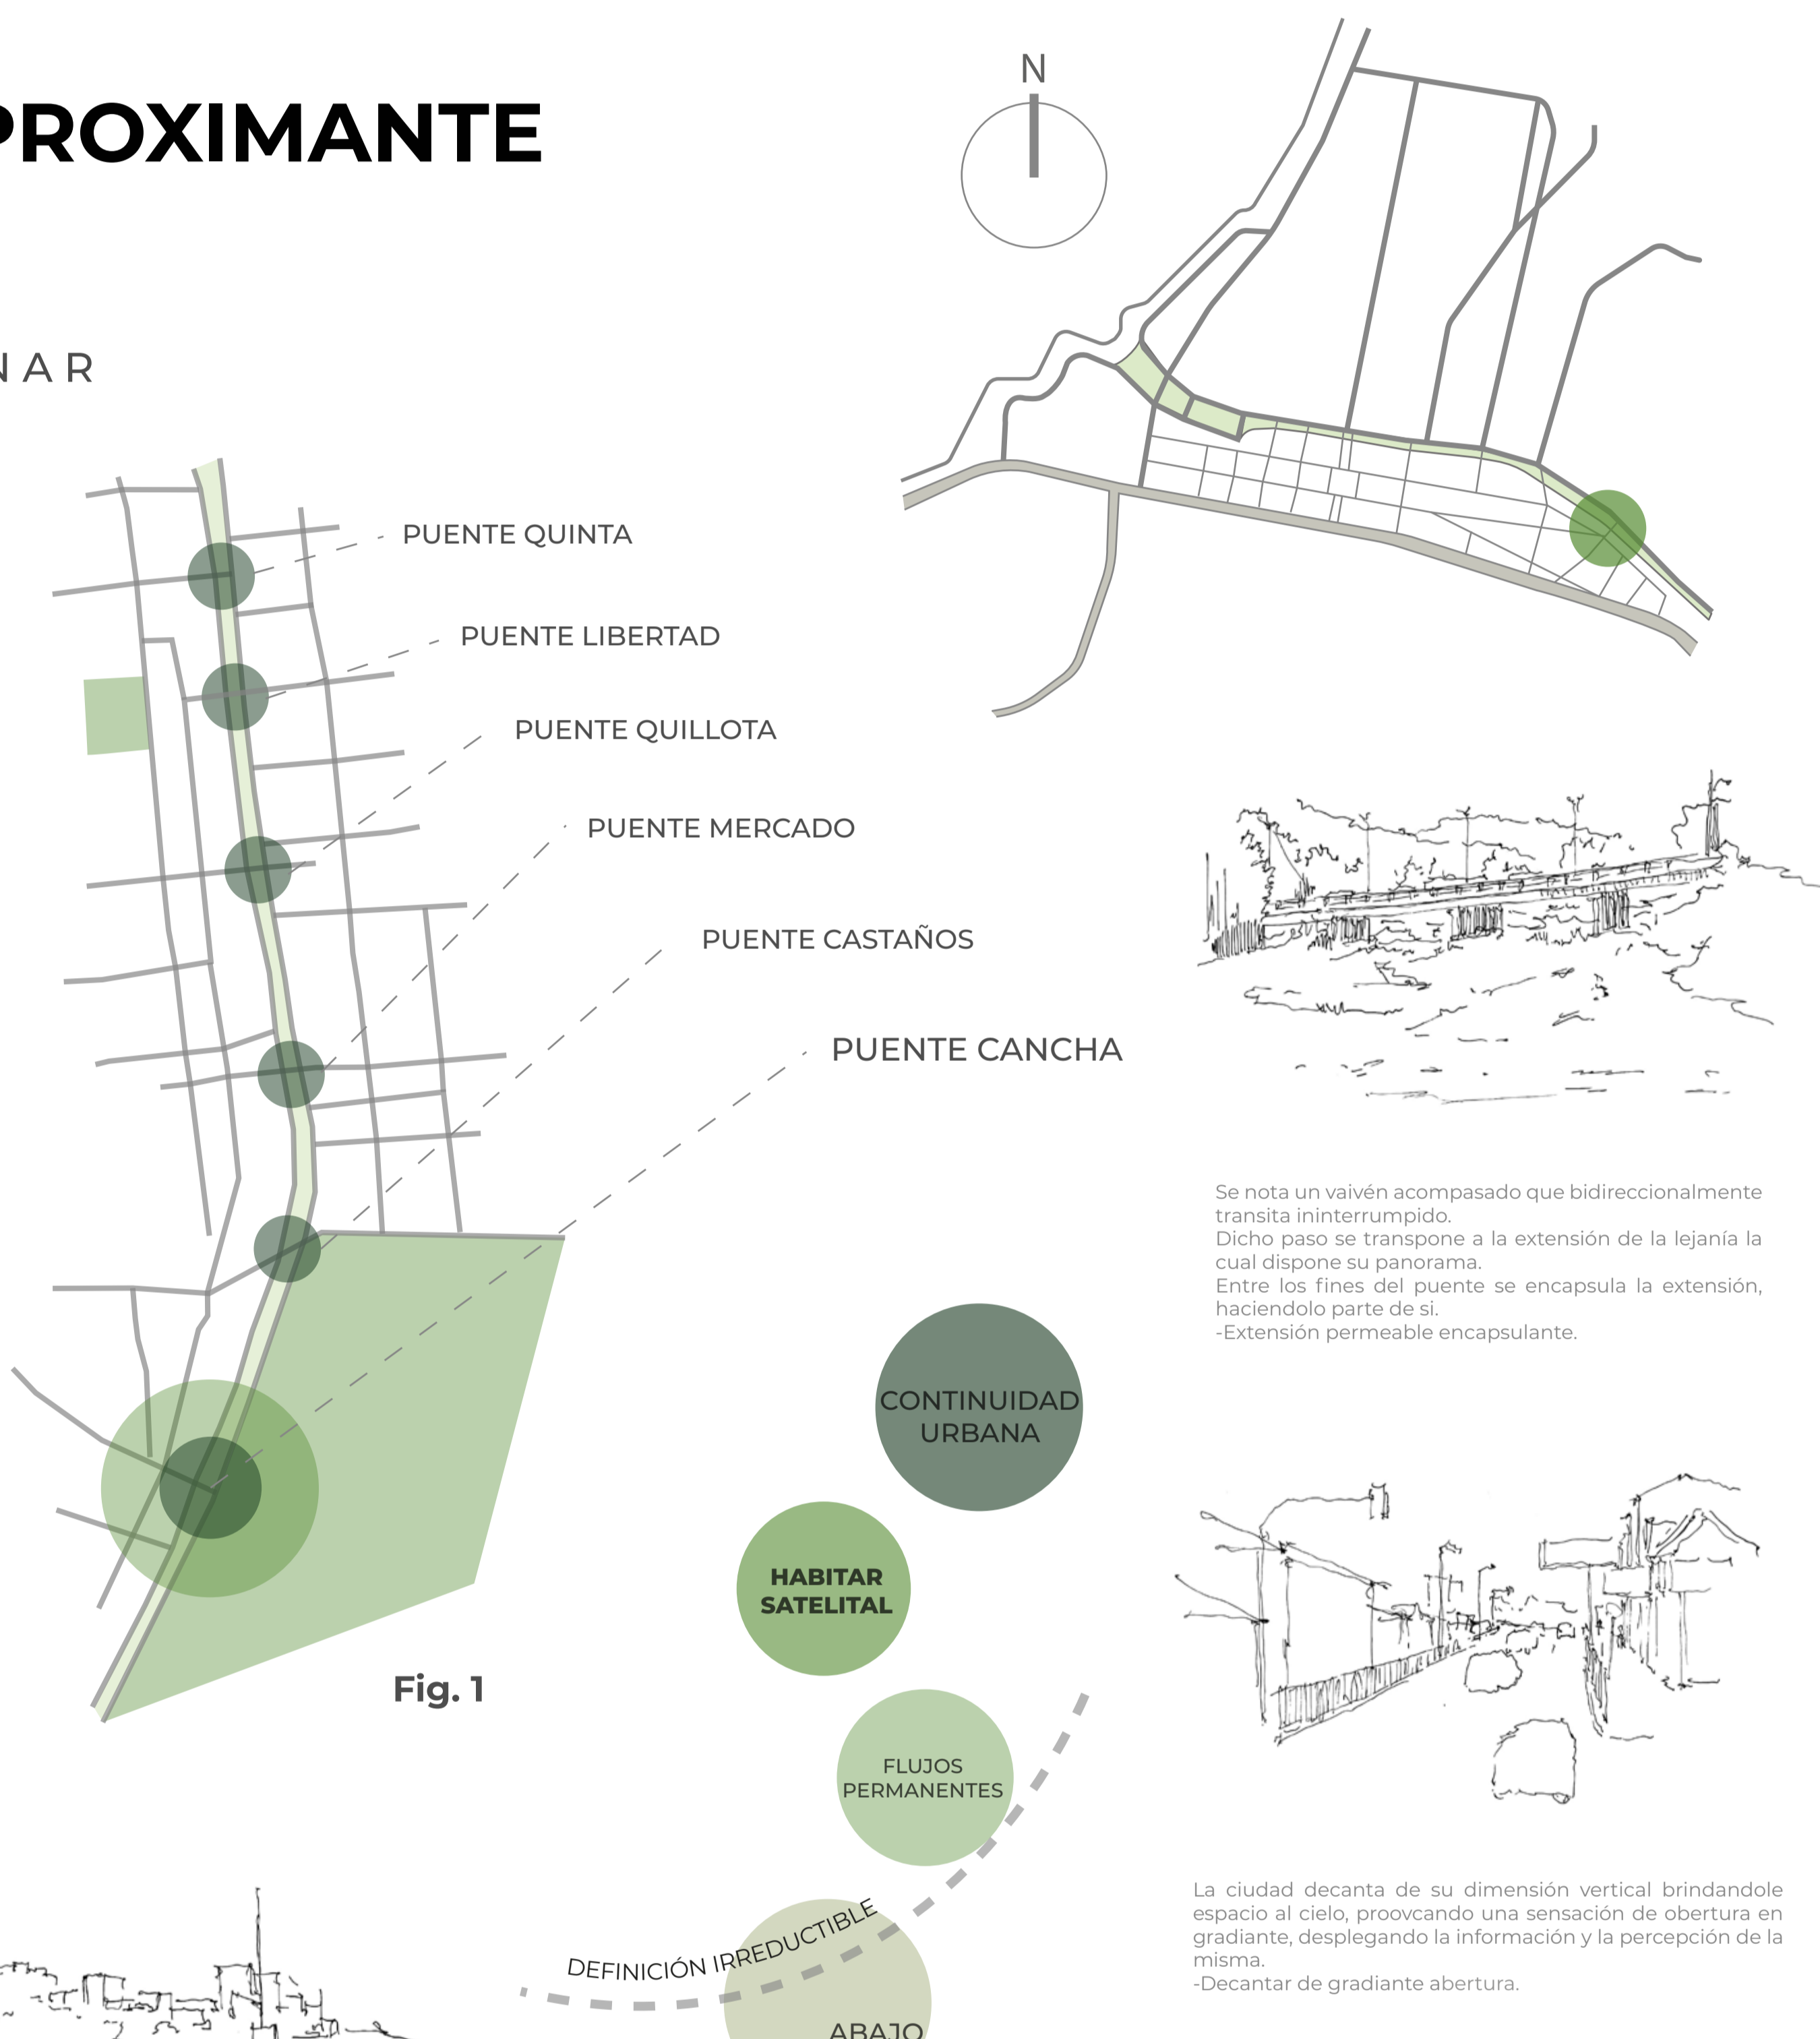 PROXIMANTE
NAR
N
PUENTE QUINTA
PUENTE LIBERTAD
PUENTE QUILLOTA
PUENTE MERCADO
PUENTE CASTAÑOS
PUENTE CANCHA
Fig. 1
Se nota un vaivén acompasado que bidireccionalmente
transita ininterrumpido.
Dicho paso se transpone a la extensión de la lejanía la
cual dispone su panorama.
Entre los fines del puente se encapsula la extensión,
haciendolo parte de si.
-Extensión permeable encapsulante.
CONTINUIDAD
URBANA
HABITAR
SATELITAL
FLUJOS
PERMANENTES
DEFINICIÓN IRREDUCTIBLE
ABAJO
La ciudad decanta de su dimensión vertical brindandole
espacio al cielo, proovcando una sensación de obertura en
gradiante, desplegando la información y la percepción de la
misma.
-Decantar de gradiante abertura.